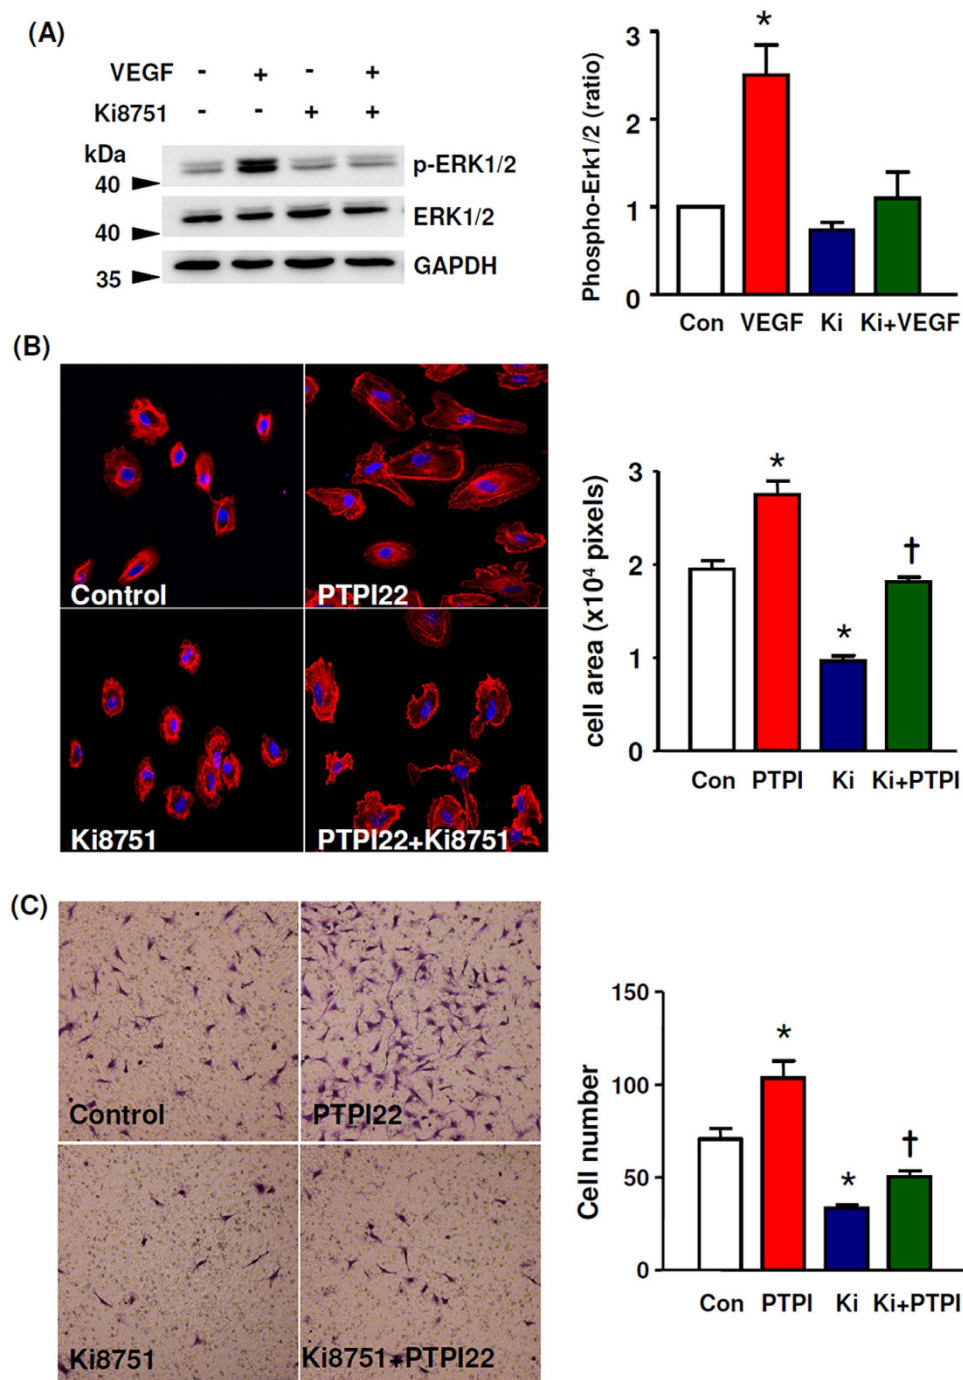 (A)
VEGF - + - +
Ki8751 - - + +
kDa
40
p-ERK1/2
40
ERK1/2
35
GAPDH
Phospho-Erk1/2 (ratio)
3
2
1
0
*
Con VEGF Ki Ki+VEGF
(B)
Control
PTPI22
Ki8751
PTPI22+Ki8751
cell area (x10⁴ pixels)
3
2
1
0
*
*
†
Con PTPI Ki Ki+PTPI
(C)
Control
PTPI22
Ki8751
Ki8751+PTPI22
Cell number
150
100
50
0
*
*
†
Con PTPI Ki Ki+PTPI